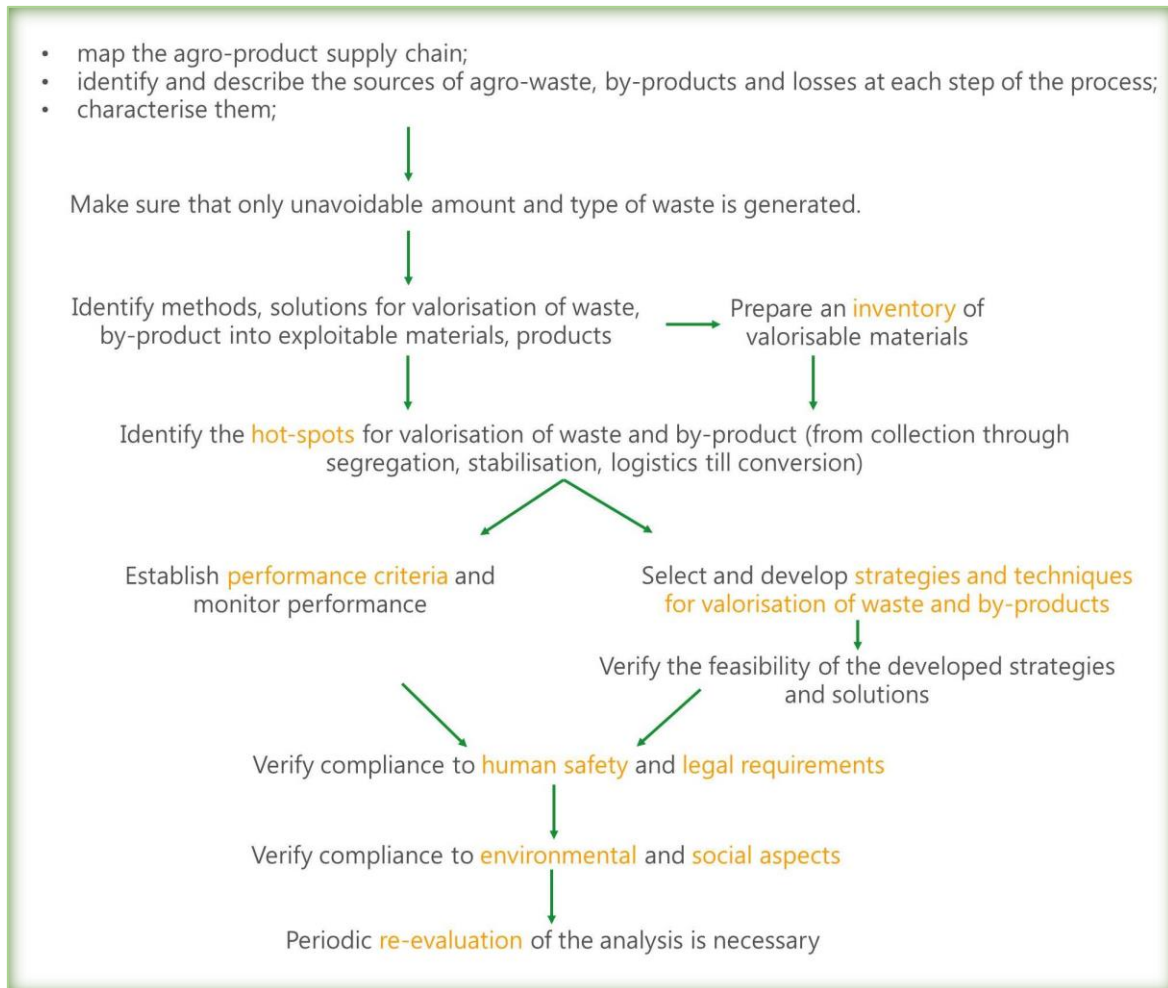 • map the agro-product supply chain;
• identify and describe the sources of agro-waste, by-products and losses at each step of the process;
• characterise them;
Make sure that only unavoidable amount and type of waste is generated.
Identify methods, solutions for valorisation of waste,
by-product into exploitable materials, products
Prepare an inventory of
valorisable materials
Identify the hot-spots for valorisation of waste and by-product (from collection through
segregation, stabilisation, logistics till conversion)
Establish performance criteria and
monitor performance
Select and develop strategies and techniques
for valorisation of waste and by-products
Verify the feasibility of the developed strategies
and solutions
Verify compliance to human safety and legal requirements
Verify compliance to environmental and social aspects
Periodic re-evaluation of the analysis is necessary